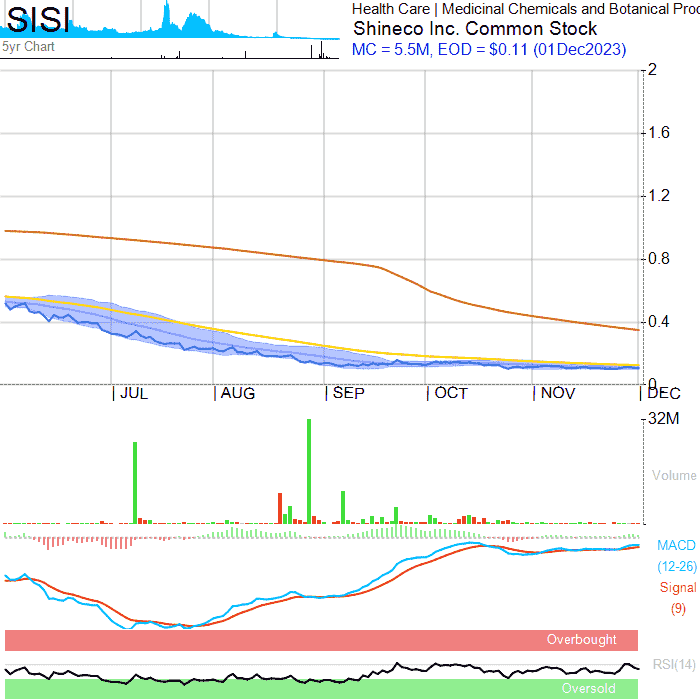 SISI
5yr Chart
Health Care | Medicinal Chemicals and Botanical Proc
Shineco Inc. Common Stock
MC = 5.5M, EOD = $0.11 (01Dec2023)
2
1.6
1.2
0.8
0.4
0
JUL AUG SEP OCT NOV DEC
32M
Volume
MACD
(12-26)
Signal
(9)
Overbought
RSI(14)
Oversold